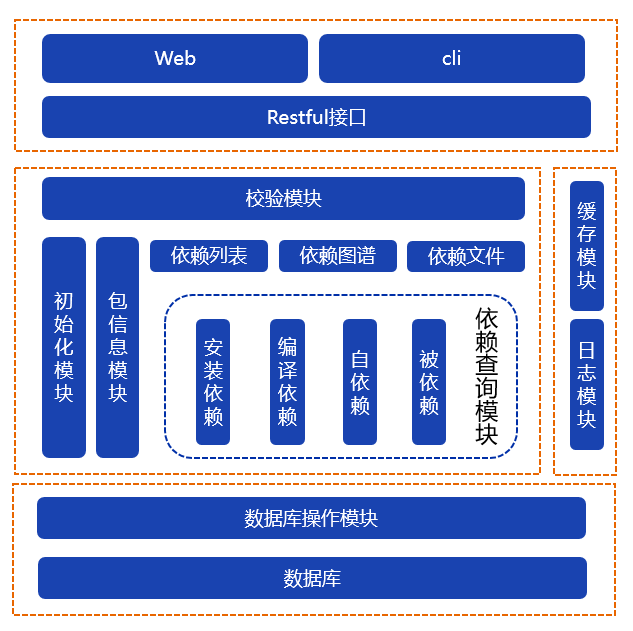 Web
cli
Restful接口
校验模块
初始化模块
包信息模块
依赖列表
依赖图谱
依赖文件
安装依赖
编译依赖
自依赖
被依赖
依赖查询模块
缓存模块
日志模块
数据库操作模块
数据库